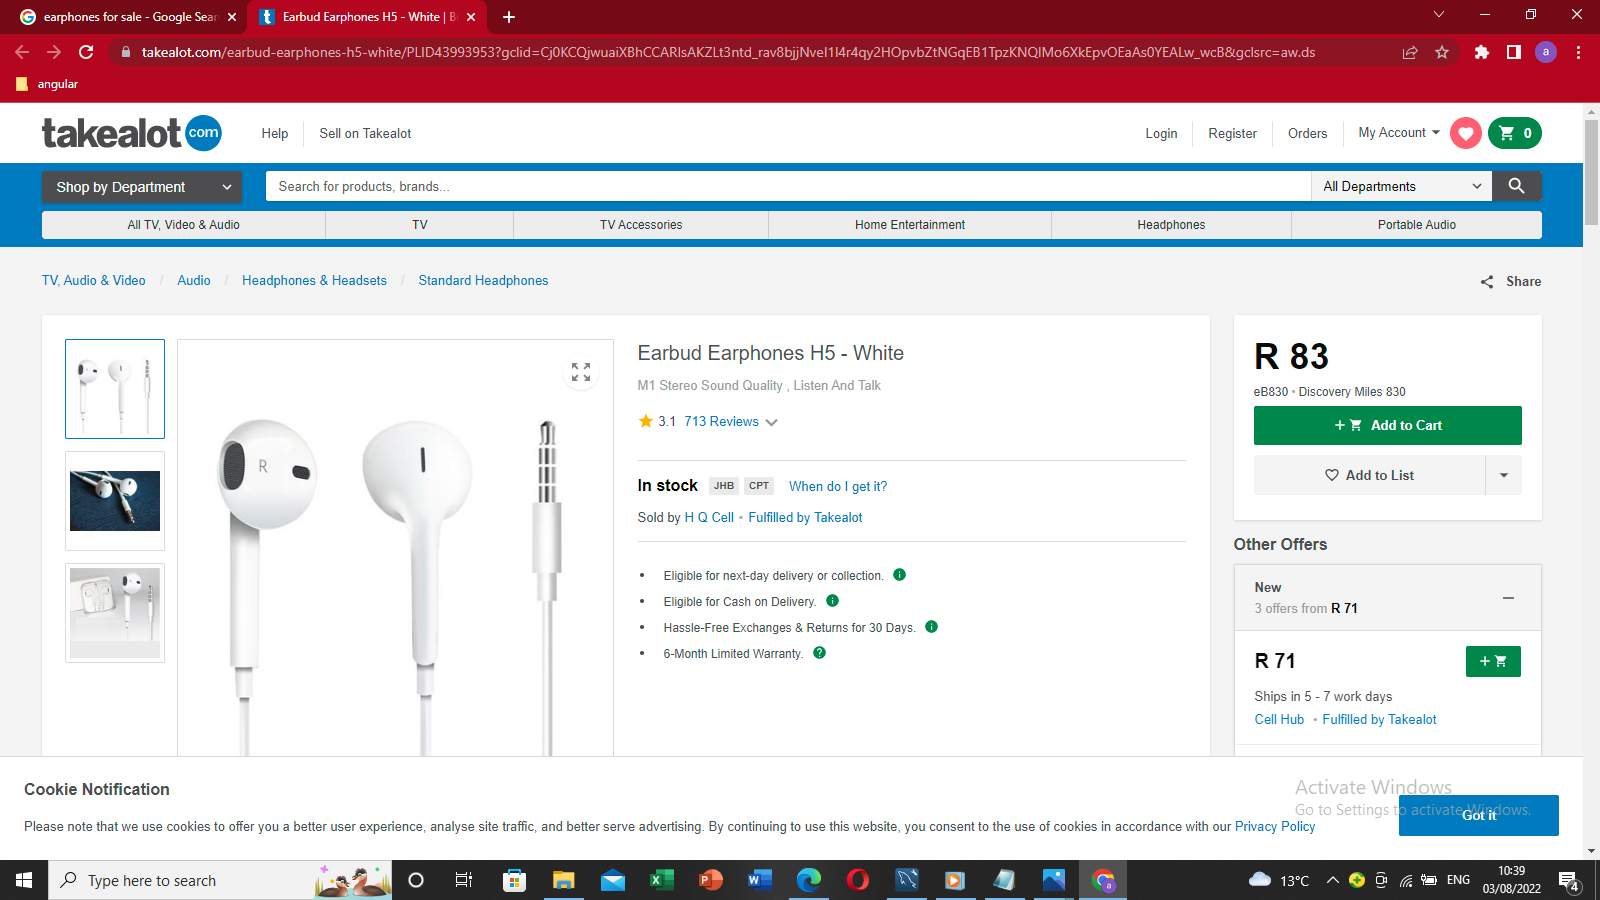 earphones for sale - Google Sear
Earbud Earphones H5 - White | B
takealot.com/earbud-earphones-h5-white/PLID43993953?gclid=Cj0KCQjwuaiXBhCCARIsAKZLt3ntd_rav8bjjNveI1I4r4qy2HOpvbZtNGqEB1TpzKNQIMo6XkEpvOEaAs0YEALw_wcB&gclsrc=aw.ds
a
angular
takealot com
Help
Sell on Takealot
Login
Register
Orders
My Account
0
Shop by Department
Search for products, brands...
All Departments
All TV, Video & Audio
TV
TV Accessories
Home Entertainment
Headphones
Portable Audio
TV, Audio & Video / Audio / Headphones & Headsets / Standard Headphones
Share
R
Earbud Earphones H5 - White
M1 Stereo Sound Quality , Listen And Talk
3.1 713 Reviews
In stock JHB CPT When do I get it?
Sold by H Q Cell • Fulfilled by Takealot
• Eligible for next-day delivery or collection.
• Eligible for Cash on Delivery.
• Hassle-Free Exchanges & Returns for 30 Days.
• 6-Month Limited Warranty.
R 83
eB830 • Discovery Miles 830
+ Add to Cart
Add to List
Other Offers
New
3 offers from R 71
R 71
+
Ships in 5 - 7 work days
Cell Hub • Fulfilled by Takealot
Cookie Notification
Please note that we use cookies to offer you a better user experience, analyse site traffic, and better serve advertising. By continuing to use this website, you consent to the use of cookies in accordance with our Privacy Policy
Got it
Activate Windows
Go to Settings to activate Windows.
Type here to search
13°C
ENG
10:39
03/08/2022
4